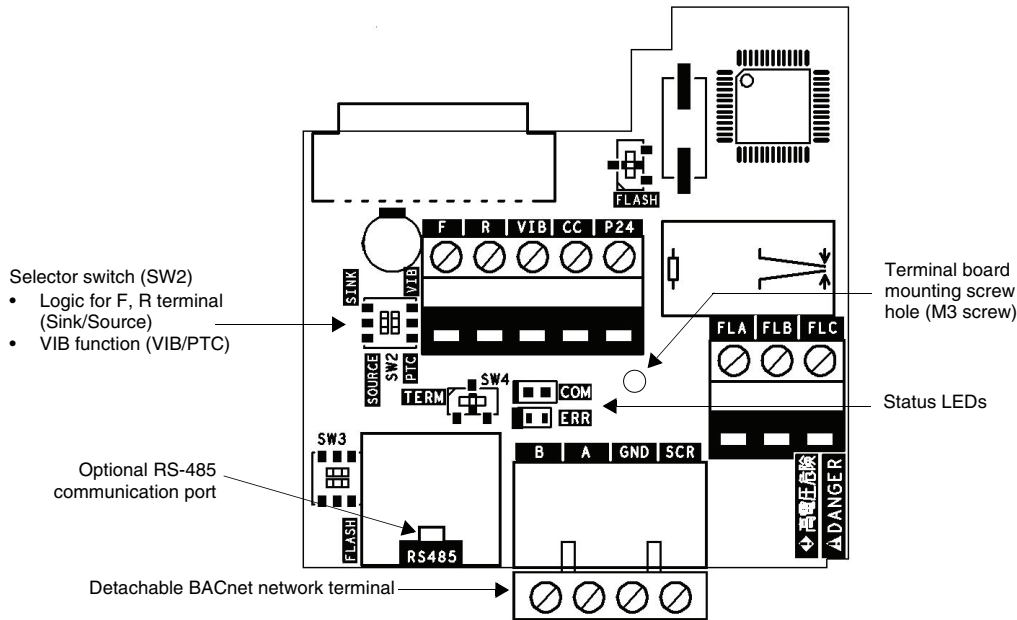 FLASH
F R VIB CC P24
Selector switch (SW2)
• Logic for F, R terminal
(Sink/Source)
• VIB function (VIB/PTC)
SINK
VIB
SOURCE
SW2
PTC
Terminal board
mounting screw
hole (M3 screw)
FLA FLB FLC
TERM
SW4
COM
ERR
Status LEDs
SW3
FLASH
Optional RS-485
communication port
RS485
B A GND SCR
高電圧危険
DANGER
Detachable BACnet network terminal